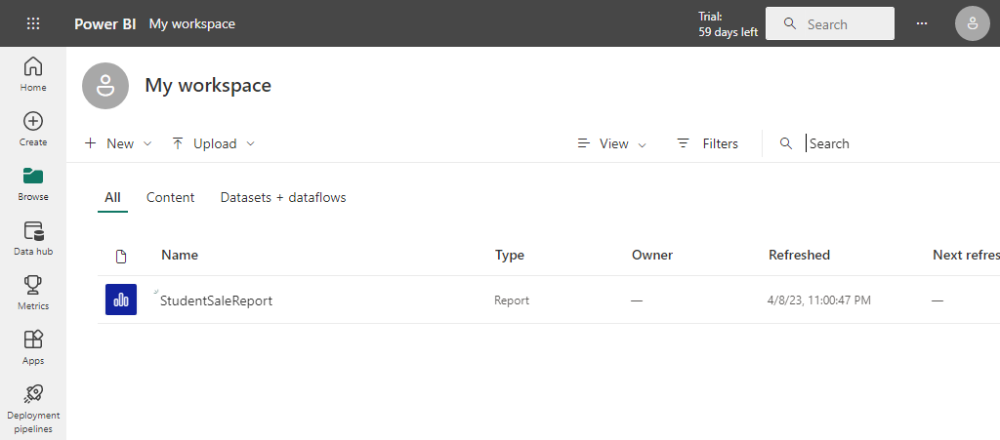 Power BI My workspace
Trial:
59 days left
Search
Home
Create
Browse
Data hub
Metrics
Apps
Deployment
pipelines
My workspace
New Upload View Filters Search
All Content Datasets + dataflows
Name Type Owner Refreshed Next refres
StudentSaleReport Report — 4/8/23, 11:00:47 PM —